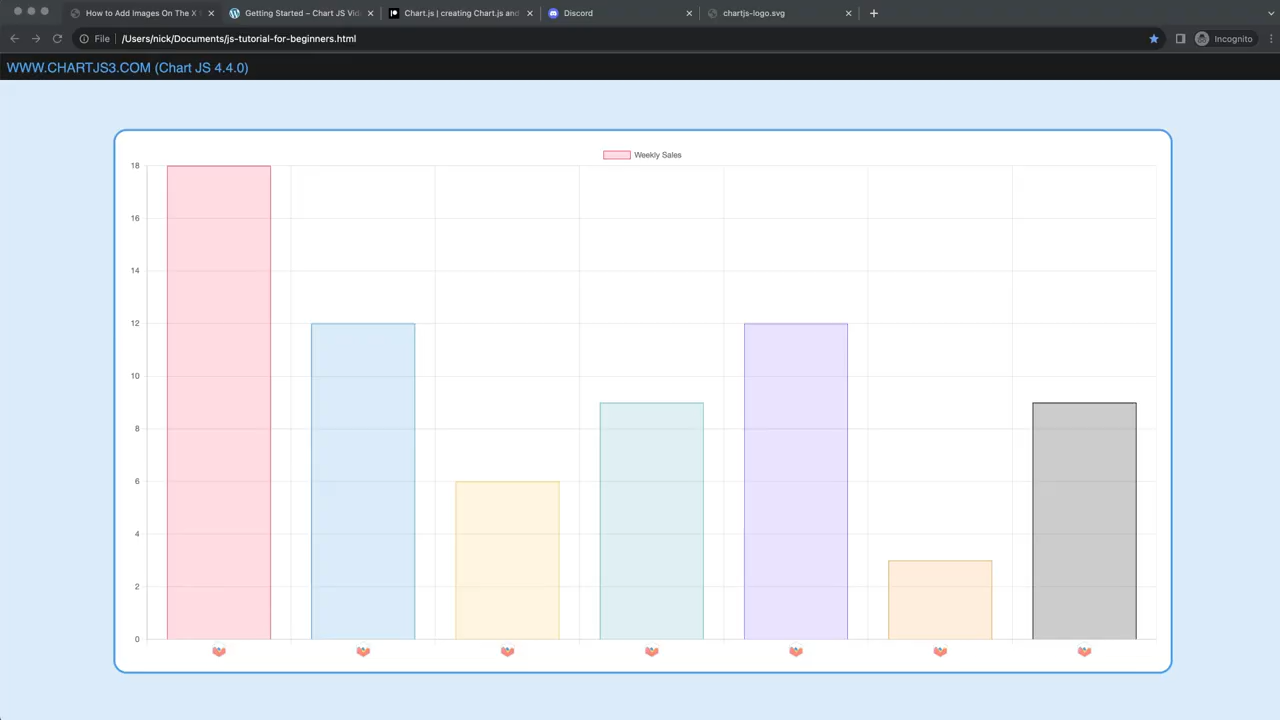 How to Add Images On The X
Getting Started – Chart JS Vid
Chart.js | creating Chart.js and
Discord
chartjs-logo.svg
File
/Users/nick/Documents/js-tutorial-for-beginners.html
Incognito
WWW.CHARTJS3.COM (Chart JS 4.4.0)
Weekly Sales
18
16
14
12
10
8
6
4
2
0